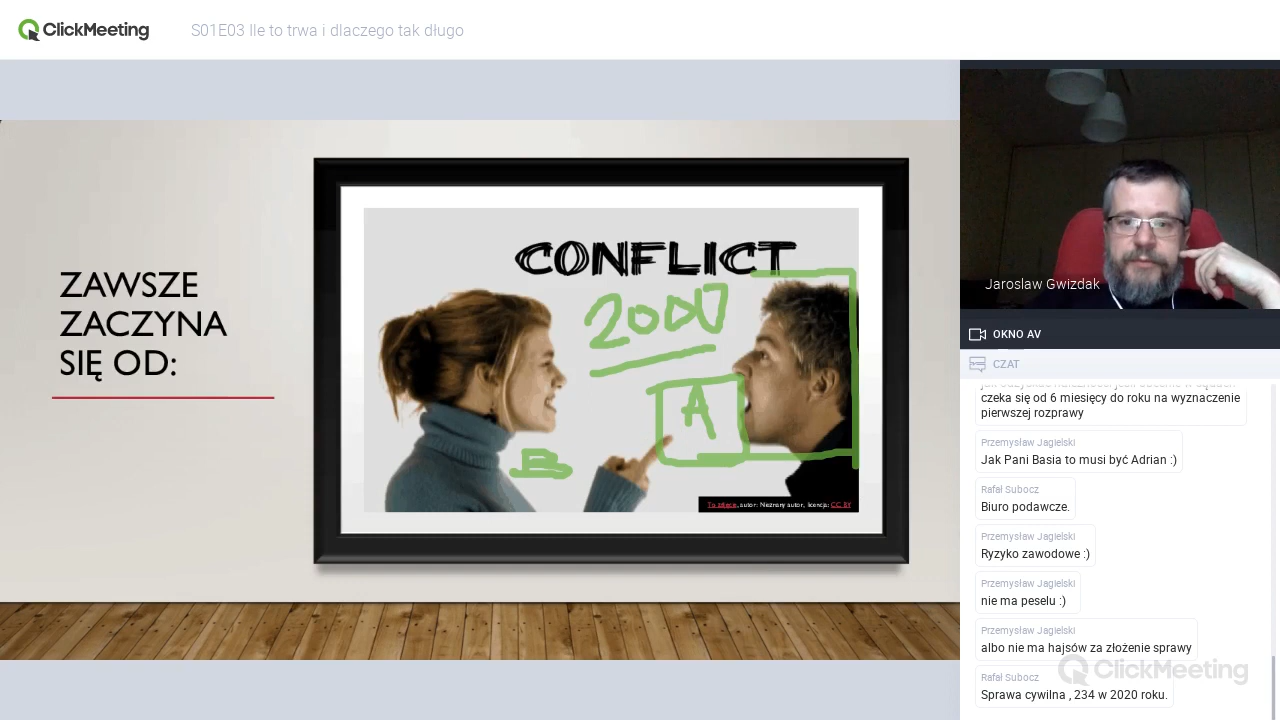 ClickMeeting
S01E03 Ile to trwa i dlaczego tak długo
ZAWSZE
ZACZYNA
SIĘ OD:
CONFLICT
2000
A
B
To zdjęcie, autor: Nieznany autor, licencja: CC BY
Jaroslaw Gwizdak
OKNO AV
CZAT
czeka się od 6 miesięcy do roku na wyznaczenie
pierwszej rozprawy
Przemysław Jagielski
Jak Pani Basia to musi być Adrian :)
Rafał Subocz
Biuro podawcze.
Przemysław Jagielski
Ryzyko zawodowe :)
Przemysław Jagielski
nie ma peselu :)
Przemysław Jagielski
albo nie ma hajsów za złożenie sprawy
Rafał Subocz
Sprawa cywilna , 234 w 2020 roku.
ClickMeeting